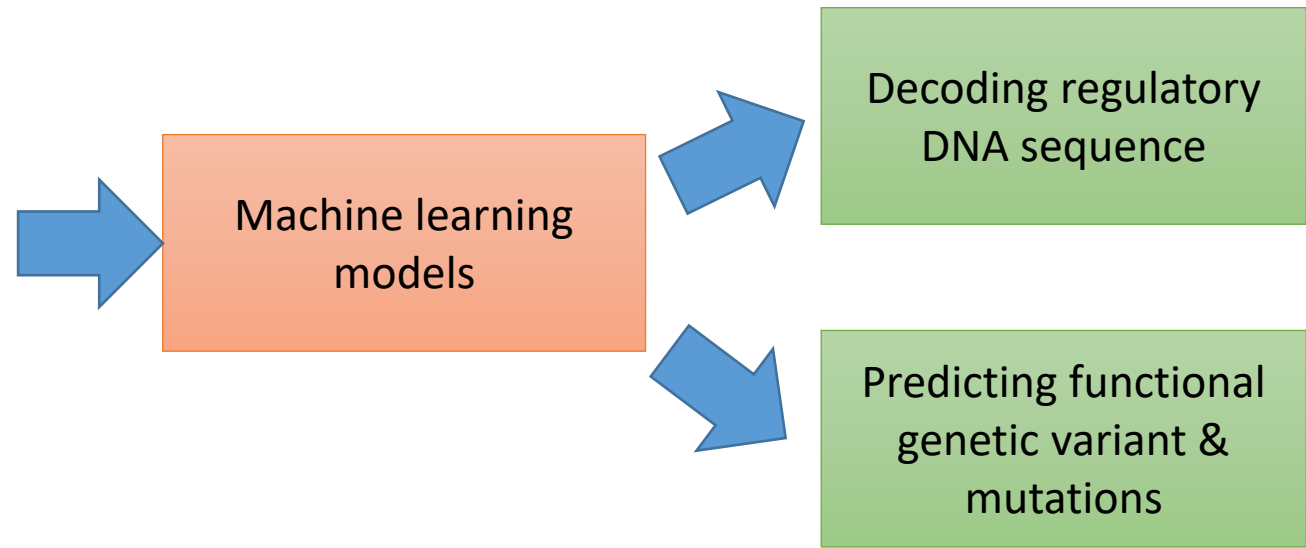 Decoding regulatory
DNA sequence
Machine learning
models
Predicting functional
genetic variant &
mutations